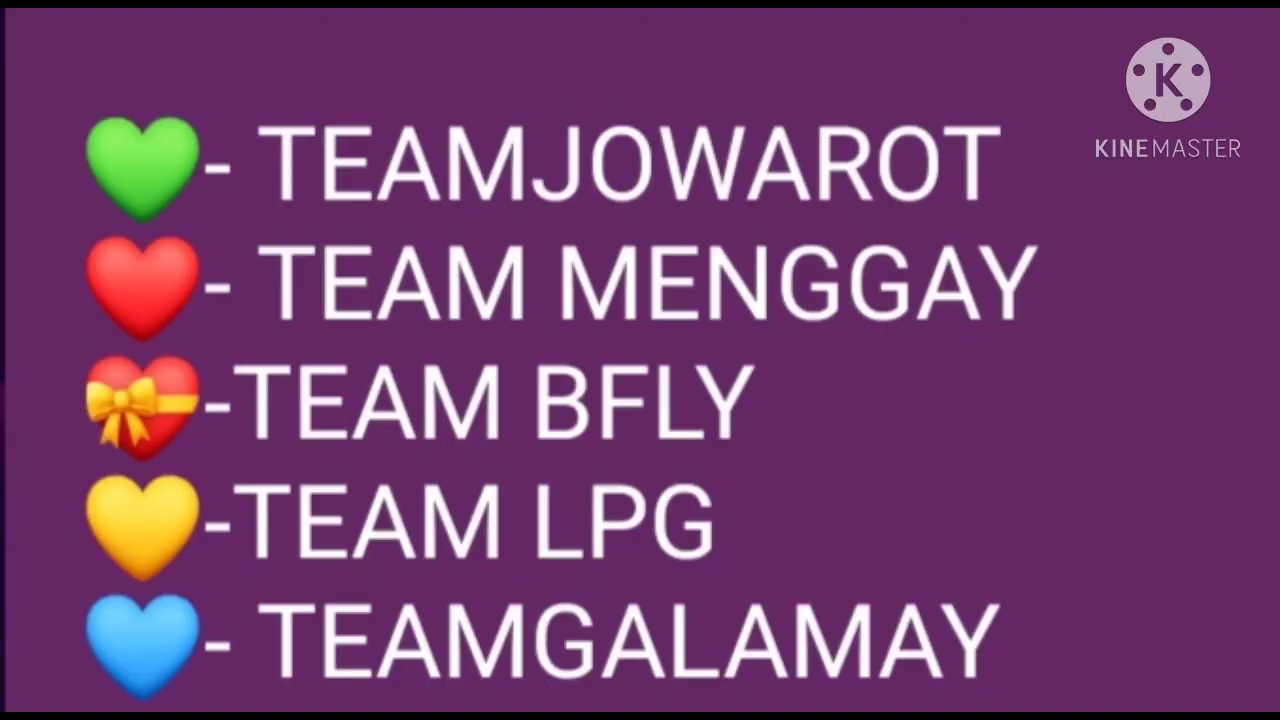 💚- TEAMJOWAROT
❤️- TEAM MENGGAY
💝-TEAM BFLY
💛-TEAM LPG
💙- TEAMGALAMAY
K
KINEMASTER